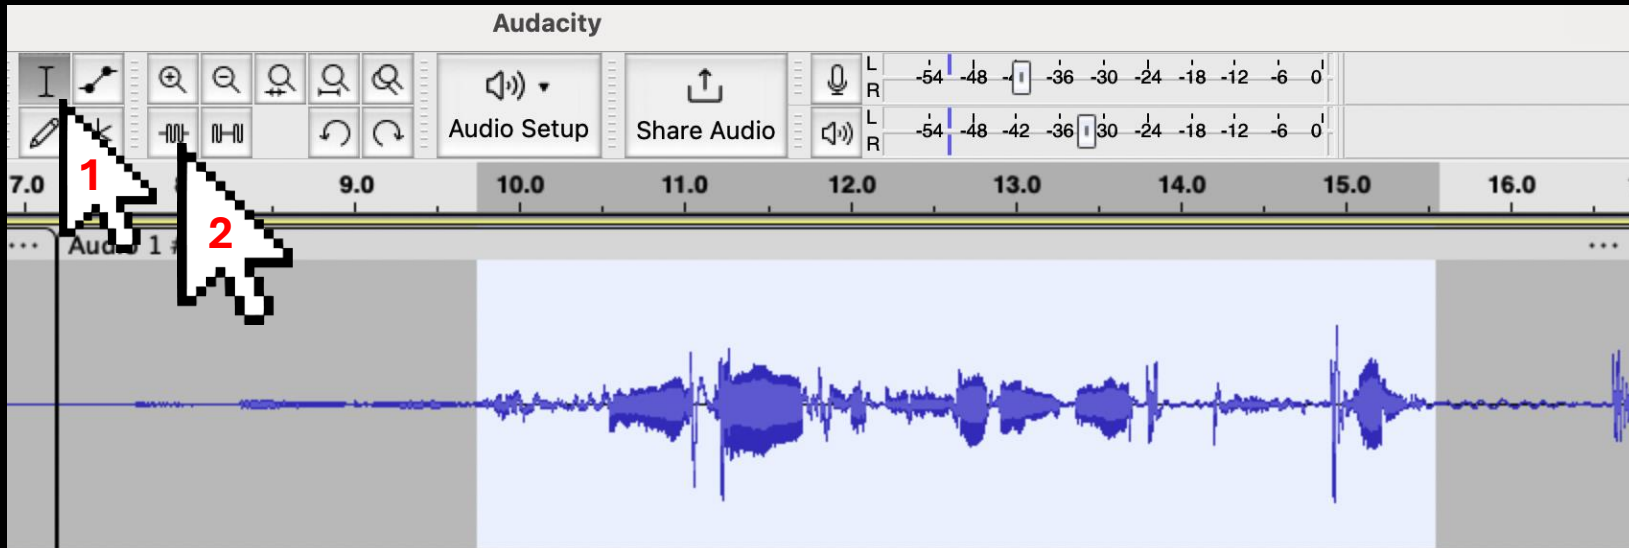 Audacity
L
R
-54 -48 -4 -36 -30 -24 -18 -12 -6 0
Audio Setup
Share Audio
L
R
-54 -48 -42 -36 30 -24 -18 -12 -6 0
7.0 9.0 10.0 11.0 12.0 13.0 14.0 15.0 16.0
1
2
Audio 1 #